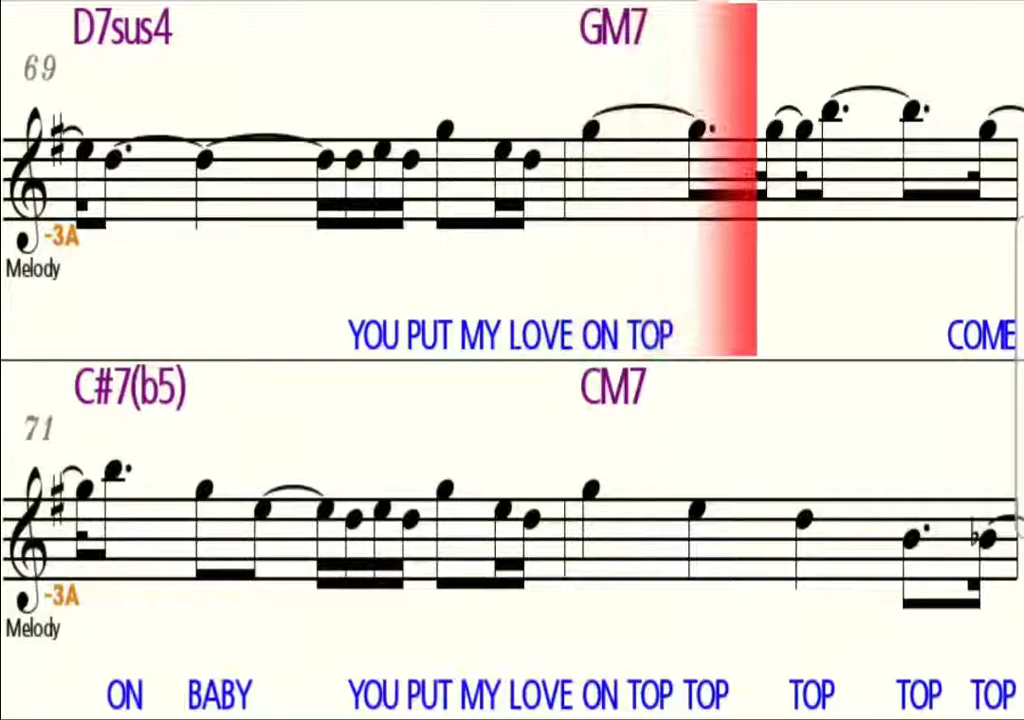 D7sus4 GM7
69
-3A
Melody
YOU PUT MY LOVE ON TOP COME
C#7(b5) CM7
71
-3A
Melody
ON BABY YOU PUT MY LOVE ON TOP TOP TOP TOP TOP